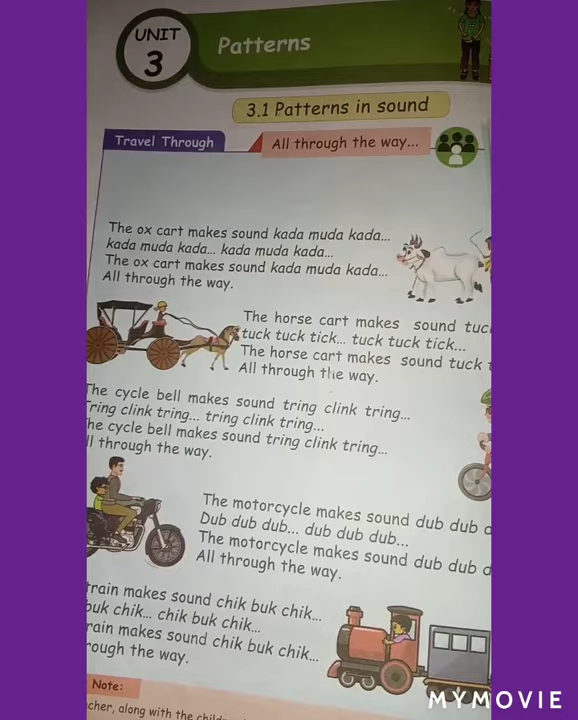 UNIT
3
Patterns
3.1 Patterns in sound
Travel Through
All through the way...
The ox cart makes sound kada muda kada...
kada muda kada... kada muda kada...
The ox cart makes sound kada muda kada...
All through the way.
The horse cart makes sound tuc
tuck tuck tick... tuck tuck tick...
The horse cart makes sound tuck t
All through the way.
The cycle bell makes sound tring clink tring...
Tring clink tring... tring clink tring...
he cycle bell makes sound tring clink tring...
ll through the way.
The motorcycle makes sound dub dub d
Dub dub dub... dub dub dub...
The motorcycle makes sound dub dub d
All through the way.
train makes sound chik buk chik...
buk chik... chik buk chik...
rain makes sound chik buk chik...
rough the way.
Note:
cher, along with the
MYMOVIE